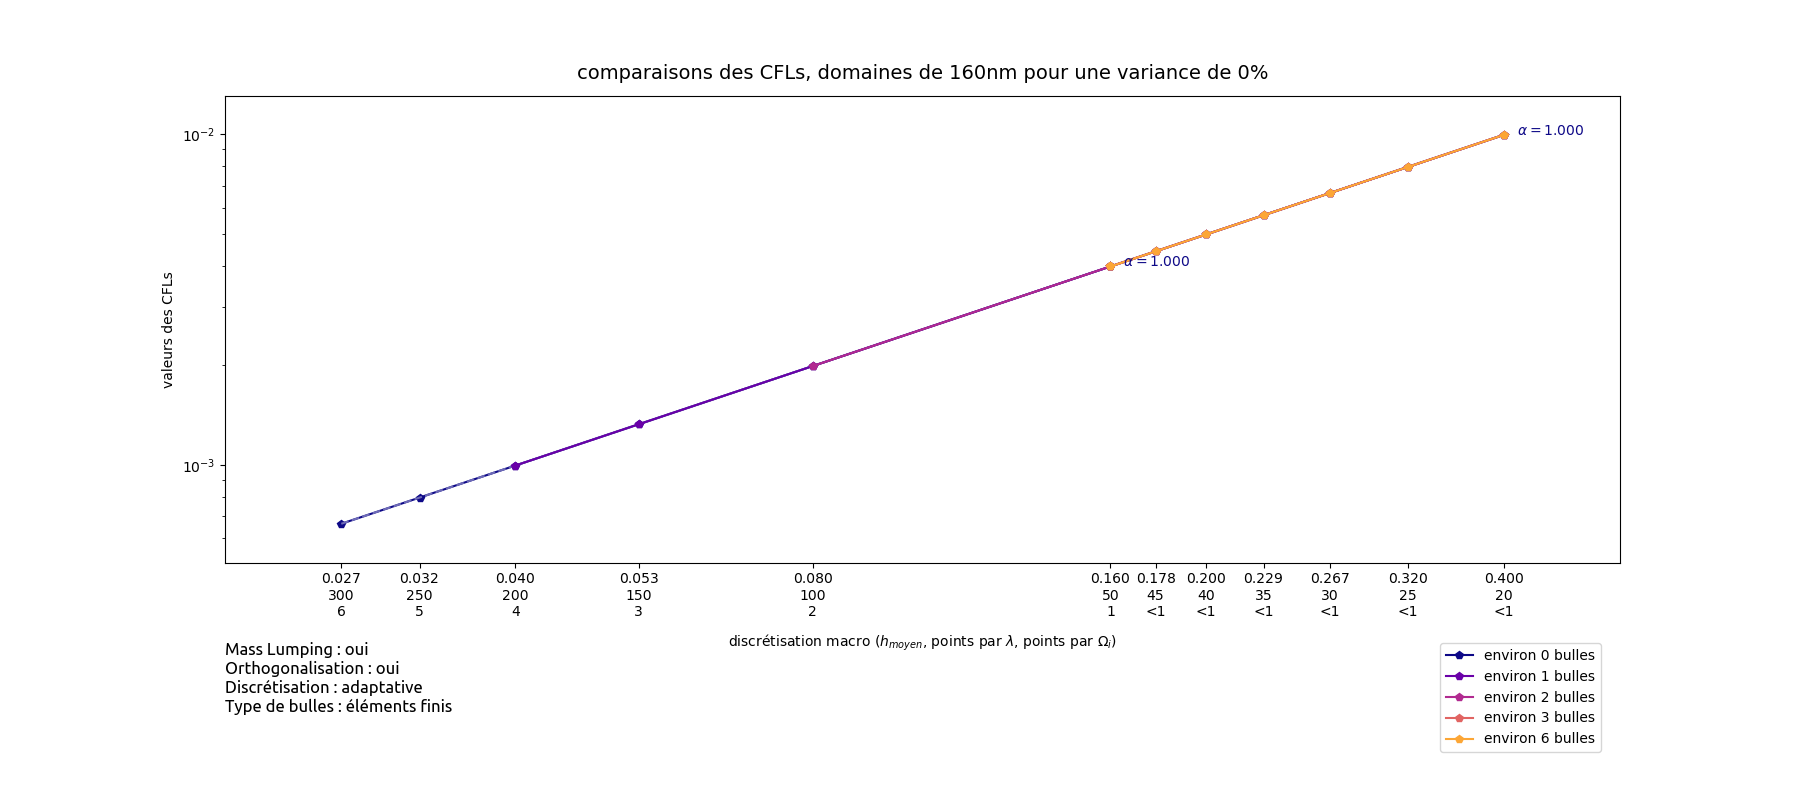 comparaisons des CFLs, domaines de 160nm pour une variance de 0%
valeurs des CFLs
10⁻²
10⁻³
α = 1.000
α = 1.000
0.027 0.032 0.040 0.053 0.080 0.160 0.178 0.200 0.229 0.267 0.320 0.400
300 250 200 150 100 50 45 40 35 30 25 20
6 5 4 3 2 1 <1 <1 <1 <1 <1 <1
discrétisation macro (h_moyen, points par λ, points par Ω_i)
Mass Lumping : oui
Orthogonalisation : oui
Discrétisation : adaptative
Type de bulles : éléments finis
environ 0 bulles
environ 1 bulles
environ 2 bulles
environ 3 bulles
environ 6 bulles